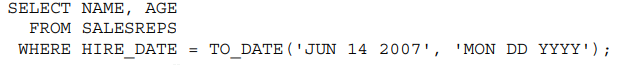 SELECT NAME, AGE
FROM SALESREPS
WHERE HIRE_DATE = TO_DATE('JUN 14 2007', 'MON DD YYYY');